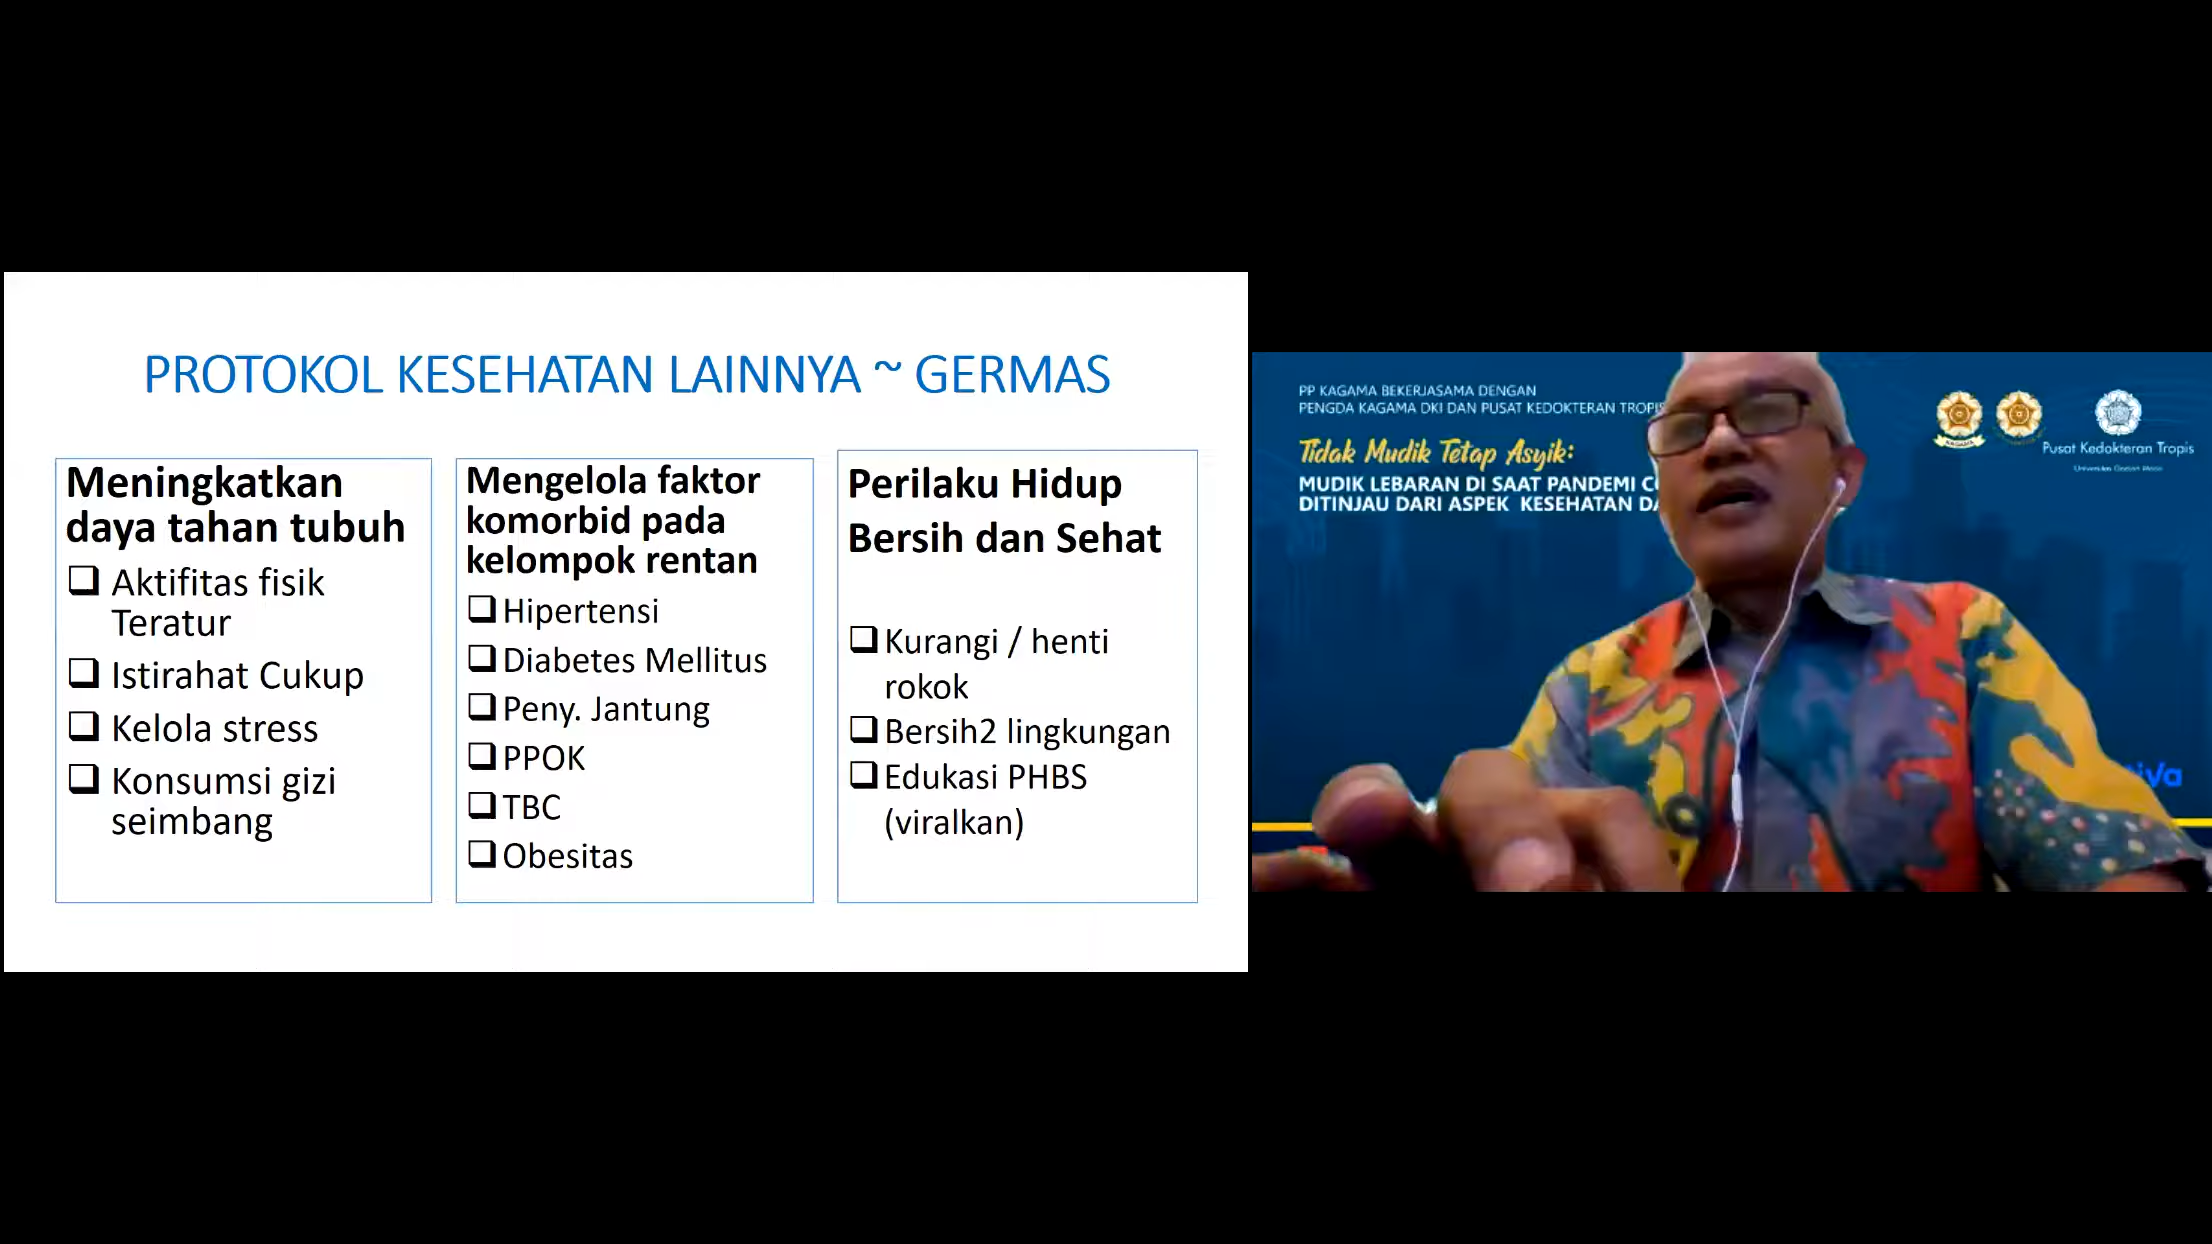 PROTOKOL KESEHATAN LAINNYA ~ GERMAS
Meningkatkan
daya tahan tubuh
Aktifitas fisik
Teratur
Istirahat Cukup
Kelola stress
Konsumsi gizi
seimbang
Mengelola faktor
komorbid pada
kelompok rentan
Hipertensi
Diabetes Mellitus
Peny. Jantung
PPOK
TBC
Obesitas
Perilaku Hidup
Bersih dan Sehat
Kurangi / henti
rokok
Bersih2 lingkungan
Edukasi PHBS
(viralkan)
PP KAGAMA BEKERJASAMA DENGAN
PENGDA KAGAMA DKI DAN PUSAT KEDOKTERAN TROPIS
Tidak Mudik Tetap Asyik:
MUDIK LEBARAN DI SAAT PANDEMI
DITINJAU DARI ASPEK KESEHATAN
KAGAMA
Pusat Kedokteran Tropis